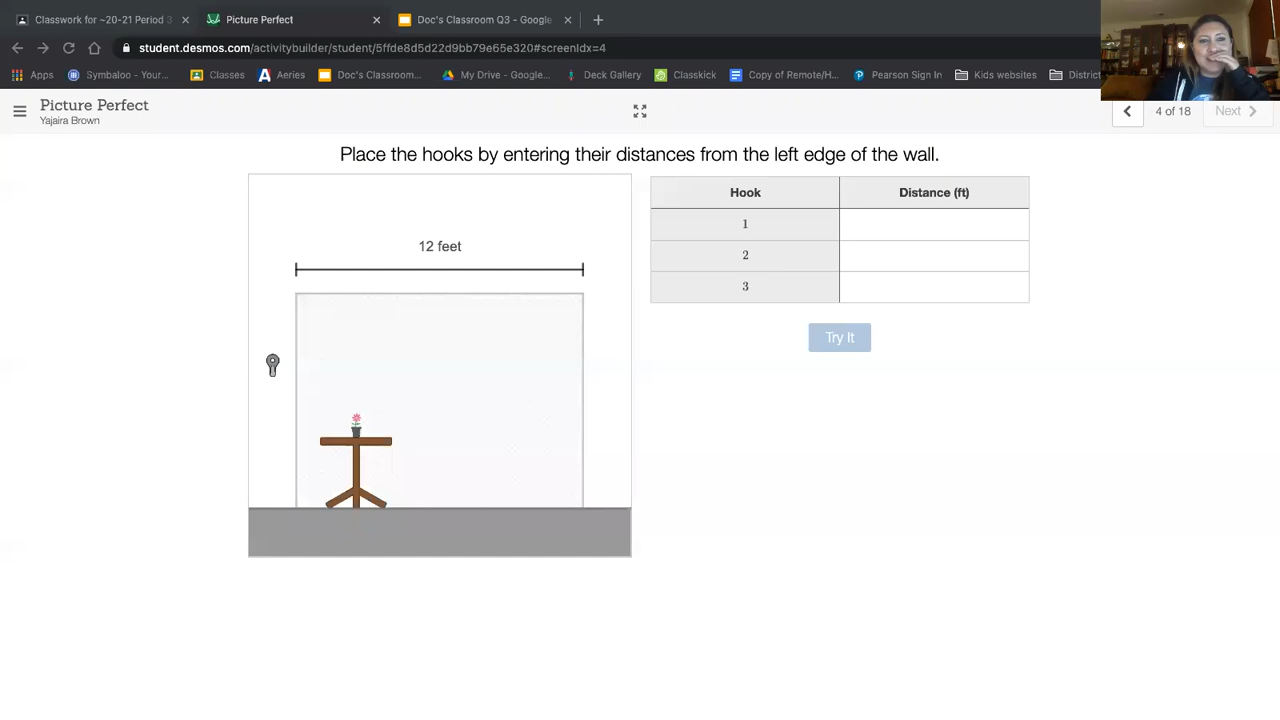 Classwork for ~20-21 Period 3
Picture Perfect
Doc's Classroom Q3 - Google
student.desmos.com/activitybuilder/student/5ffde8d5d22d9bb79e65e320#screenIdx=4
Apps
Symbaloo - Your...
Classes
Aeries
Doc's Classroom...
My Drive - Google...
Deck Gallery
Classkick
Copy of Remote/H...
Pearson Sign In
Kids websites
District
Picture Perfect
Yajaira Brown
4 of 18
Next
Place the hooks by entering their distances from the left edge of the wall.
12 feet
Hook Distance (ft)
1
2
3
Try It